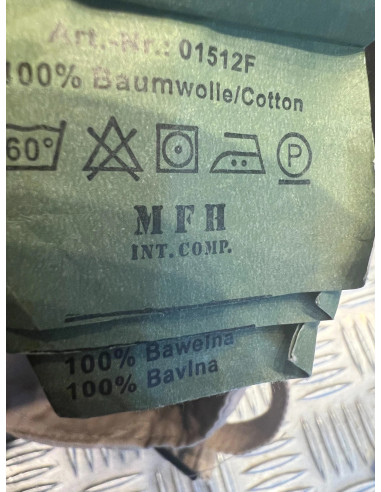 Art.-Nr.: 01512F
100% Baumwolle/Cotton
60° P
MFH
INT. COMP.
100% Bawełna
100% Bavlna